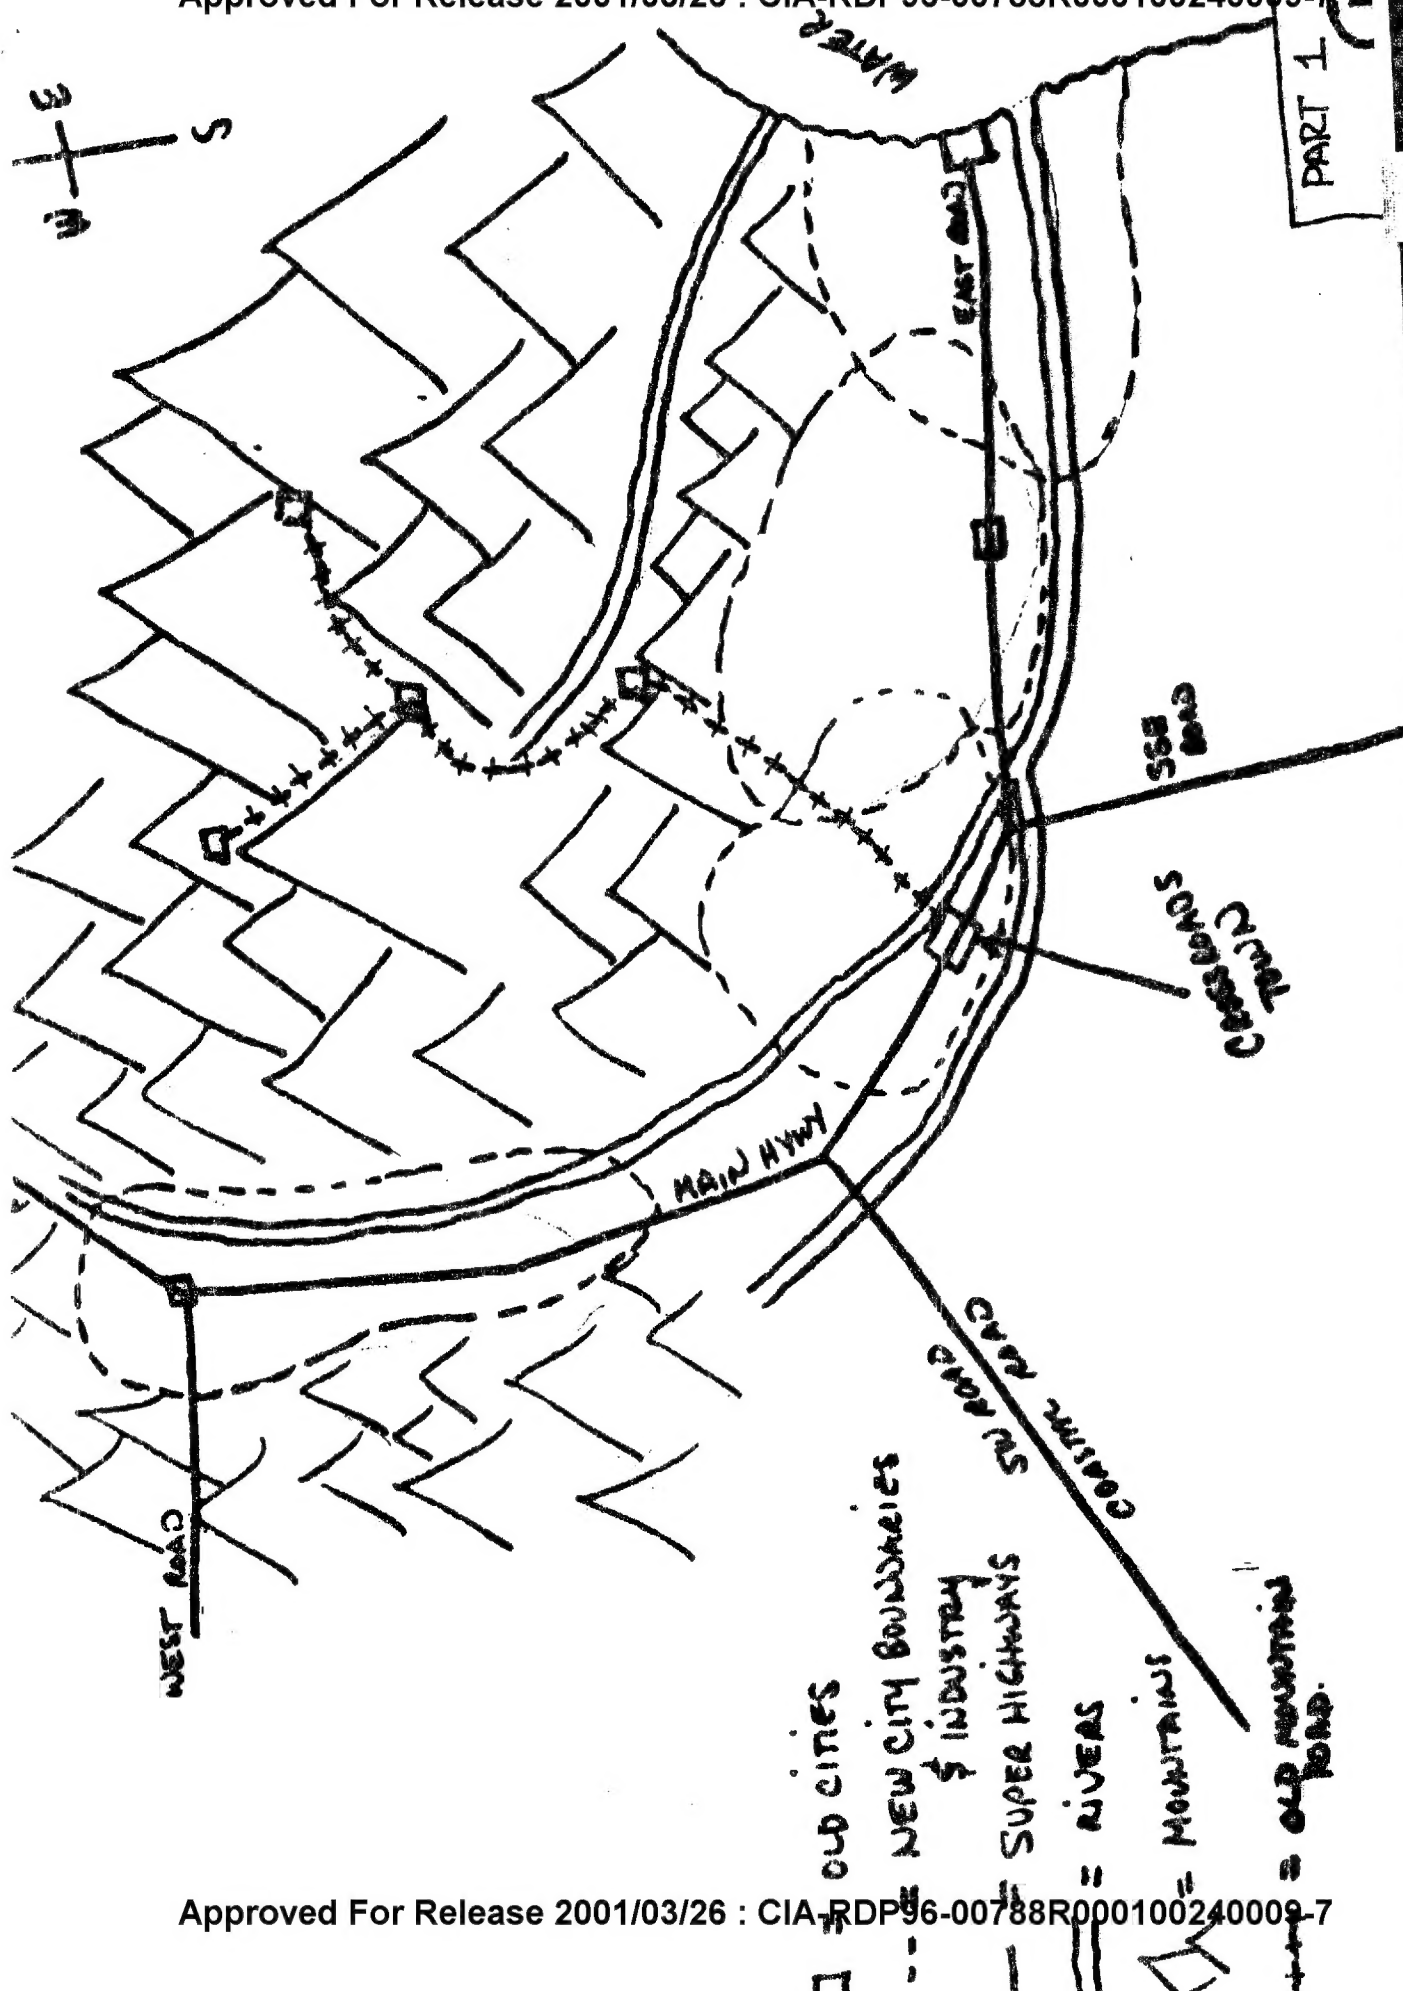 Approved For Release 2001/03/26 : CIA-RDP96-00788R000100240009-7
WATER
PART 1
E
S
W
EAST ROAD
SSE
ROAD
CROSSROADS
TOWN
MAIN HYWY
SW ROAD
COASTAL ROAD
WEST ROAD
□ = OLD CITIES
-- = NEW CITY BOUNDARIES
& INDUSTRY
— = SUPER HIGHWAYS
= RIVERS
= MOUNTAINS
+++ = OLD MOUNTAIN
ROAD.
Approved For Release 2001/03/26 : CIA-RDP96-00788R000100240009-7